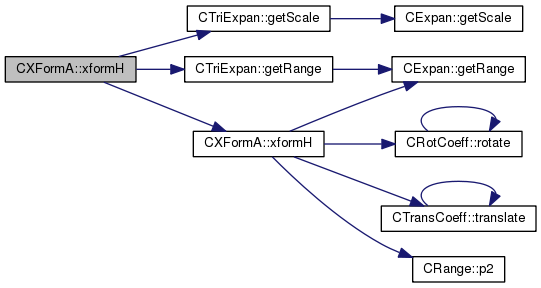 CTriExpan::getScale
CExpan::getScale
CXFormA::xformH
CTriExpan::getRange
CExpan::getRange
CXFormA::xformH
CRotCoeff::rotate
CTransCoeff::translate
CRange::p2